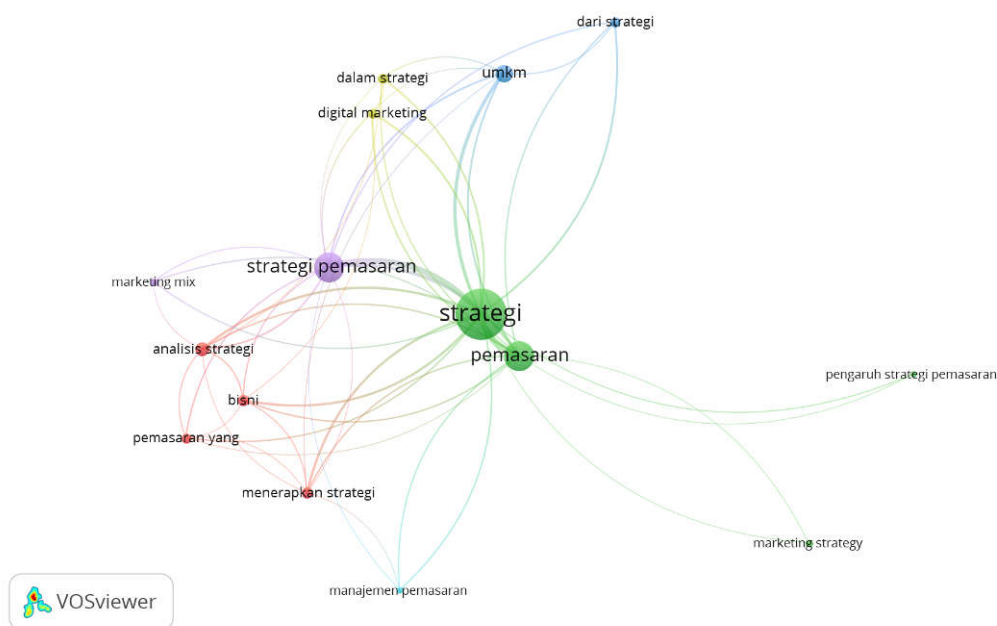 dari strategi
umkm
dalam strategi
digital marketing
strategi pemasaran
marketing mix
strategi
analisis strategi
pemasaran
pengaruh strategi pemasaran
bisni
pemasaran yang
menerapkan strategi
marketing strategy
manajemen pemasaran
VOSviewer